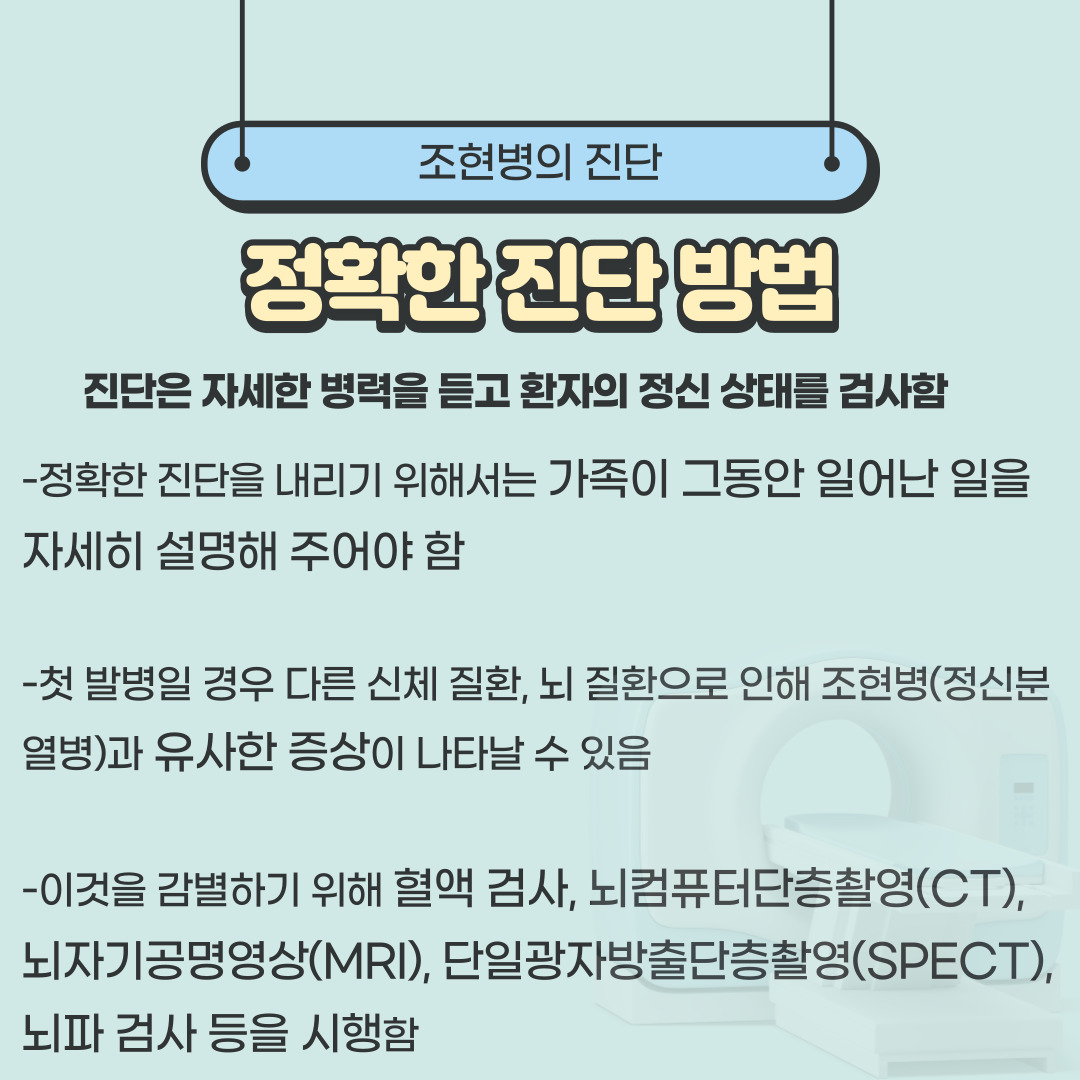 조현병의 진단
정확한 진단 방법
진단은 자세한 병력을 듣고 환자의 정신 상태를 검사함
-정확한 진단을 내리기 위해서는 가족이 그동안 일어난 일을
자세히 설명해 주어야 함
-첫 발병일 경우 다른 신체 질환, 뇌 질환으로 인해 조현병(정신분
열병)과 유사한 증상이 나타날 수 있음
-이것을 감별하기 위해 혈액 검사, 뇌컴퓨터단층촬영(CT),
뇌자기공명영상(MRI), 단일광자방출단층촬영(SPECT),
뇌파 검사 등을 시행함